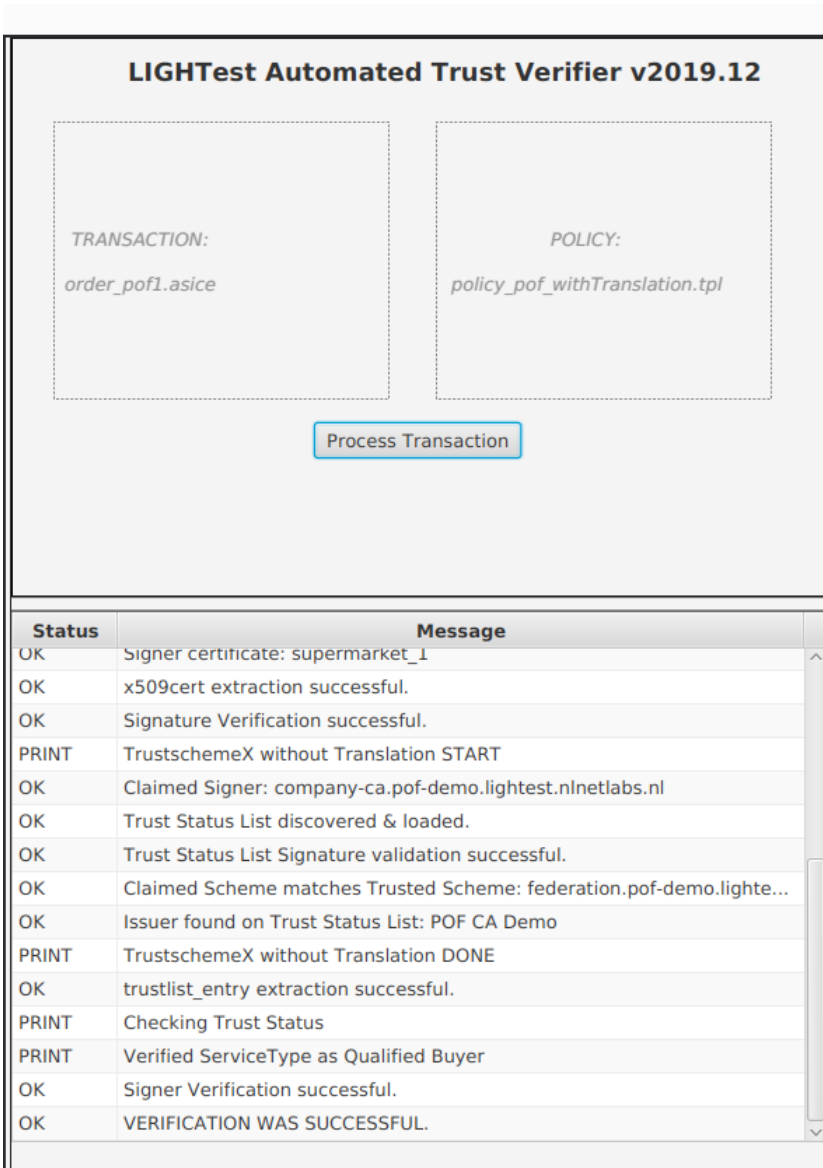 LIGHTest Automated Trust Verifier v2019.12
TRANSACTION:
order_pof1.asice
POLICY:
policy_pof_withTranslation.tpl
Process Transaction
Status Message
OK Signer certificate: supermarket_1
OK x509cert extraction successful.
OK Signature Verification successful.
PRINT TrustschemeX without Translation START
OK Claimed Signer: company-ca.pof-demo.lightest.nlnetlabs.nl
OK Trust Status List discovered & loaded.
OK Trust Status List Signature validation successful.
OK Claimed Scheme matches Trusted Scheme: federation.pof-demo.lighte...
OK Issuer found on Trust Status List: POF CA Demo
PRINT TrustschemeX without Translation DONE
OK trustlist_entry extraction successful.
PRINT Checking Trust Status
PRINT Verified ServiceType as Qualified Buyer
OK Signer Verification successful.
OK VERIFICATION WAS SUCCESSFUL.